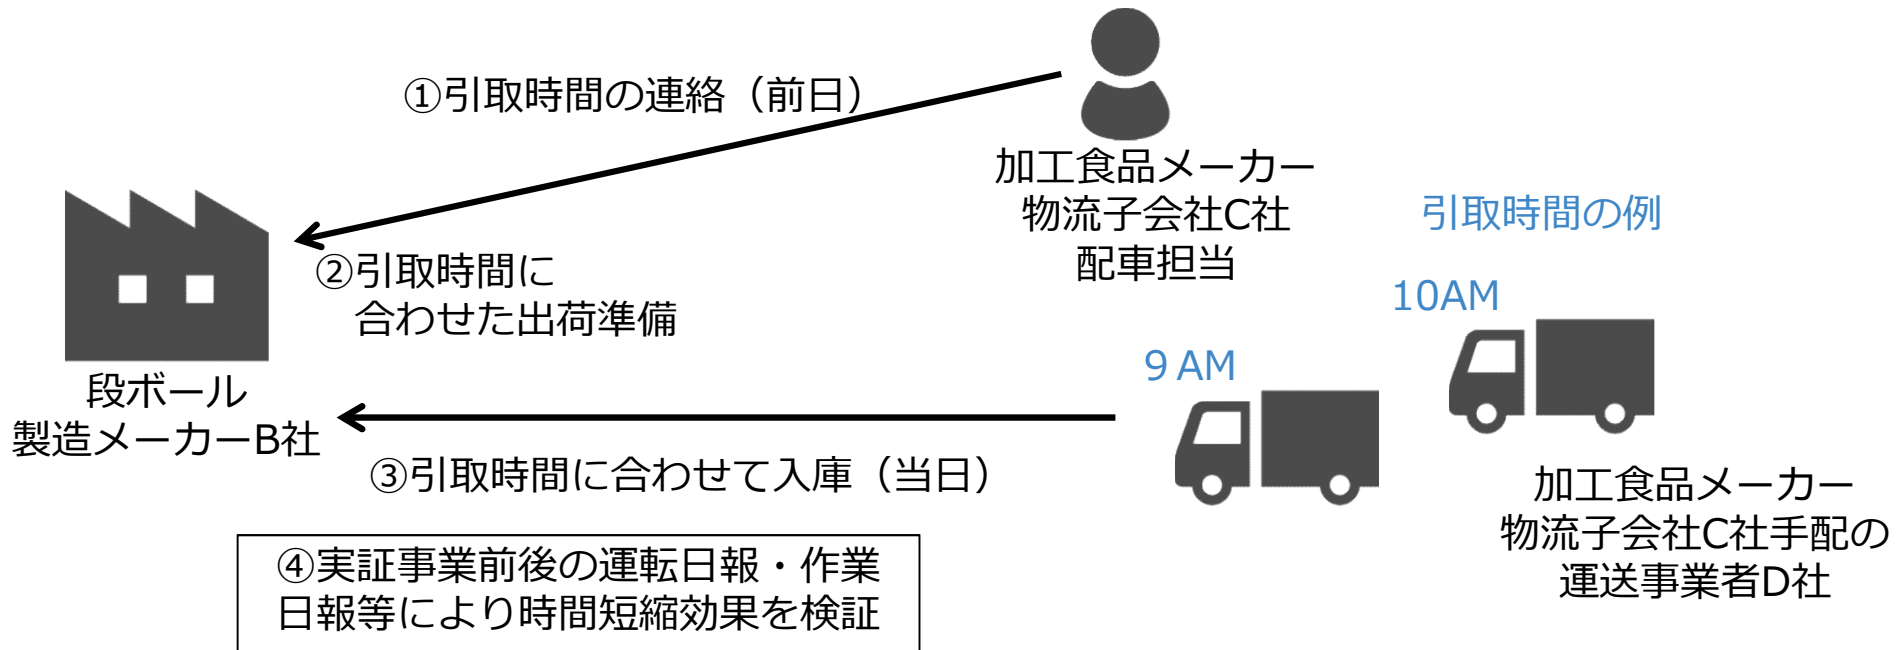 ①引取時間の連絡（前日）
加工食品メーカー
物流子会社C社
配車担当
引取時間の例
②引取時間に
合わせた出荷準備
10AM
９AM
段ボール
製造メーカーB社
③引取時間に合わせて入庫（当日）
加工食品メーカー
物流子会社C社手配の
運送事業者D社
④実証事業前後の運転日報・作業
日報等により時間短縮効果を検証